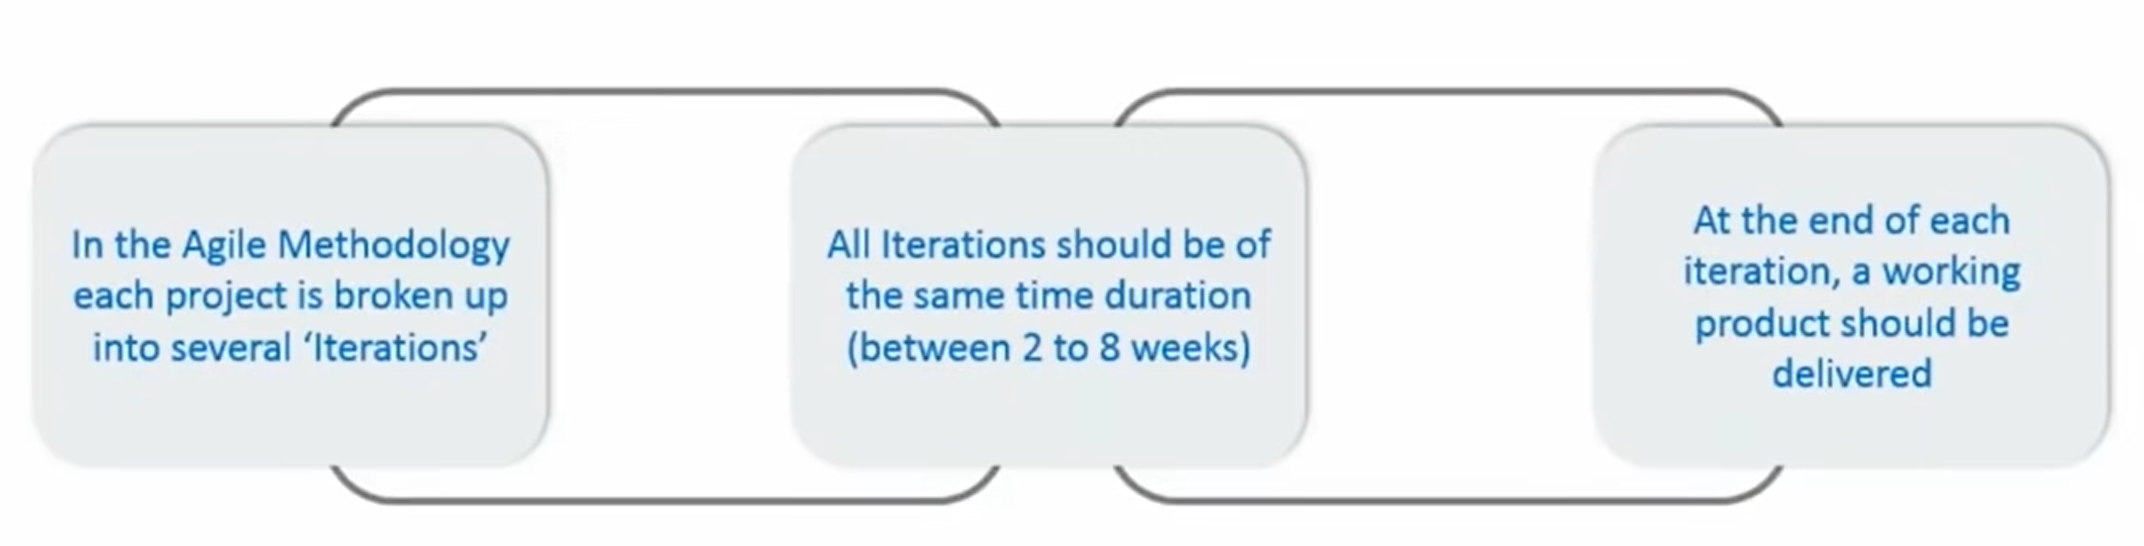 In the Agile Methodology
each project is broken up
into several ‘Iterations’
All Iterations should be of
the same time duration
(between 2 to 8 weeks)
At the end of each
iteration, a working
product should be
delivered